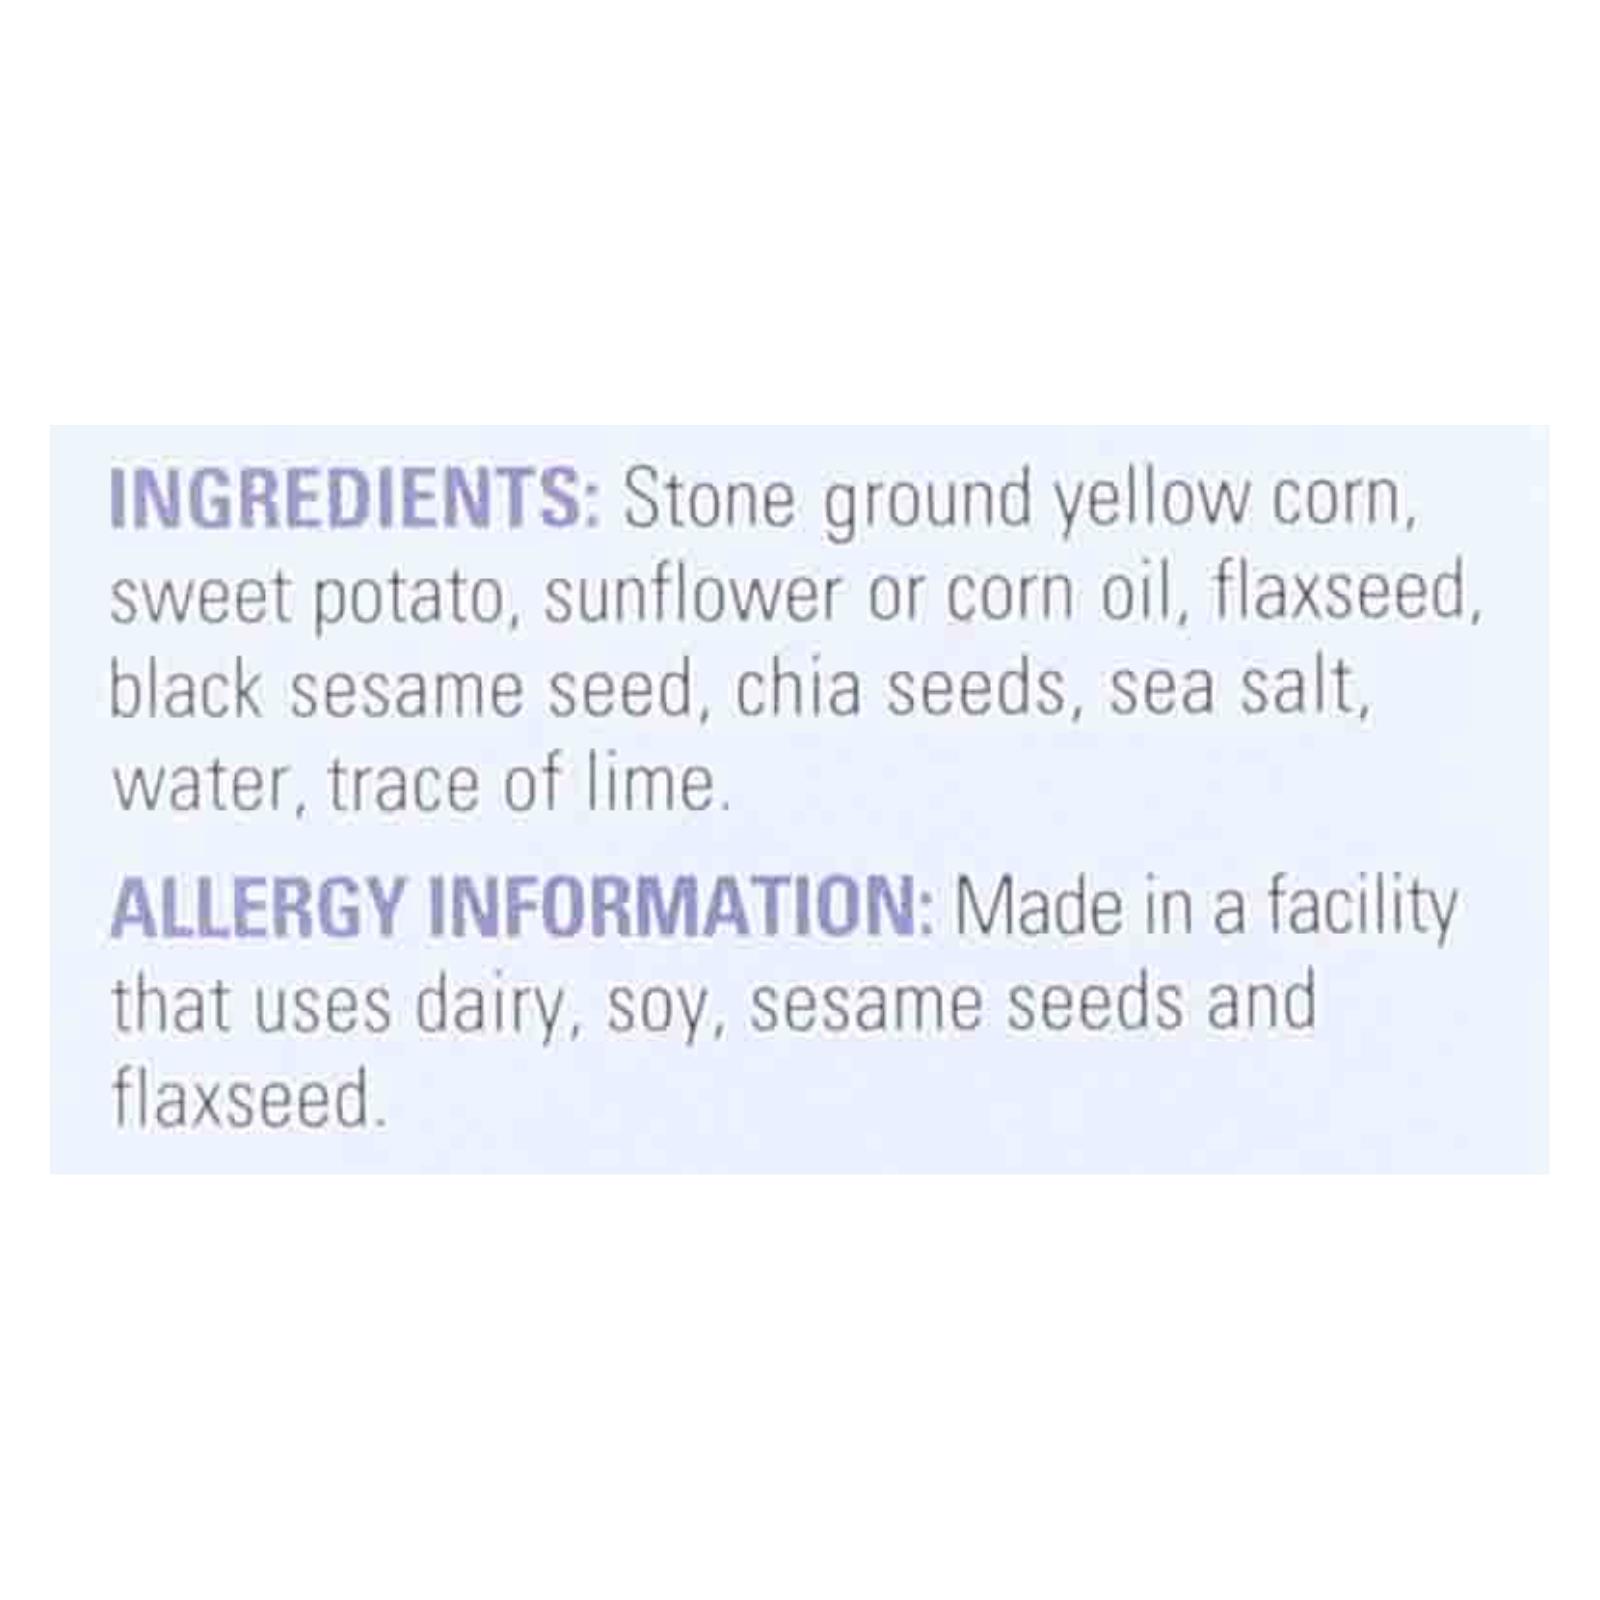 INGREDIENTS: Stone ground yellow corn,
sweet potato, sunflower or corn oil, flaxseed,
black sesame seed, chia seeds, sea salt,
water, trace of lime.
ALLERGY INFORMATION: Made in a facility
that uses dairy, soy, sesame seeds and
flaxseed.